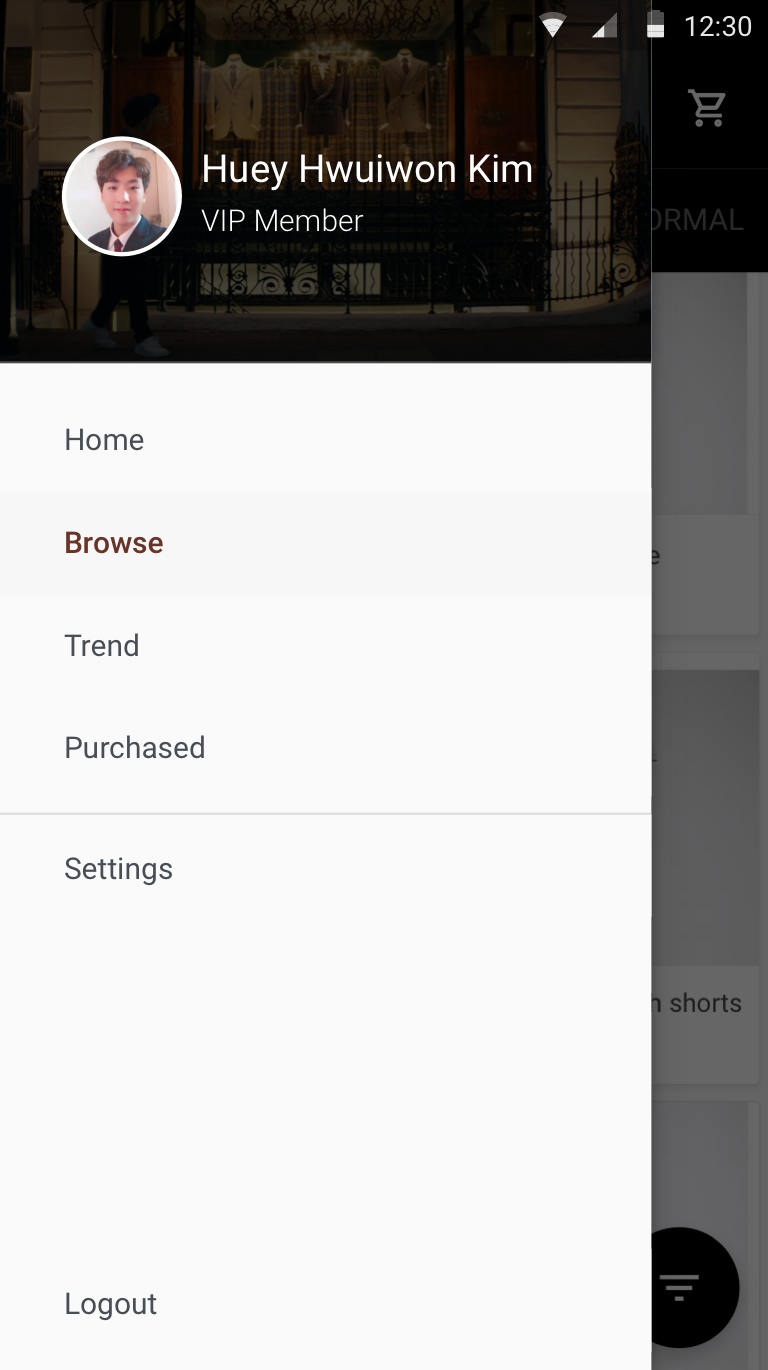 12:30
Huey Hwuiwon Kim
VIP Member
ORMAL
Home
Browse
e
Trend
Purchased
Settings
h shorts
Logout